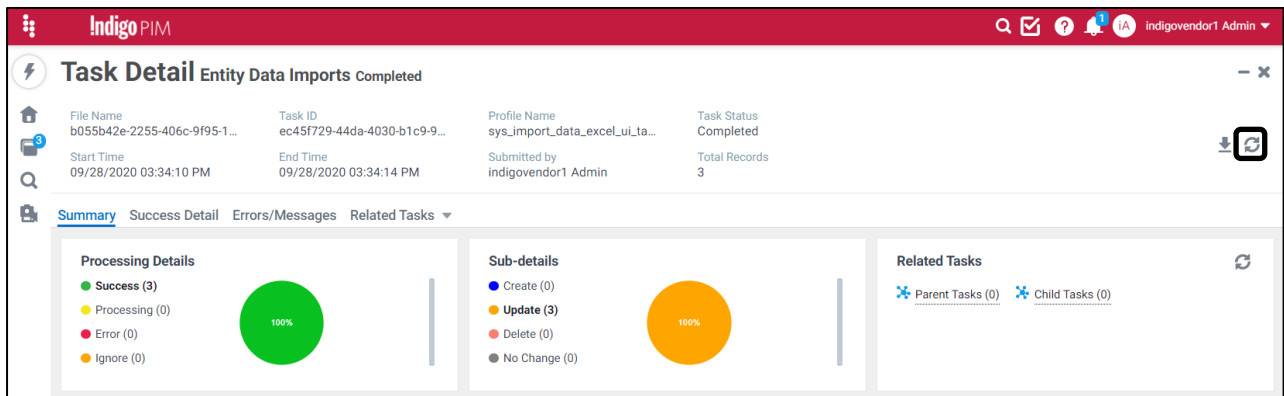 Indigo PIM
1
iA
indigovendor1 Admin
Task Detail Entity Data Imports Completed
File Name
b055b42e-2255-406c-9f95-1...
Task ID
ec45f729-44da-4030-b1c9-9...
Profile Name
sys_import_data_excel_ui_ta...
Task Status
Completed
3
Start Time
09/28/2020 03:34:10 PM
End Time
09/28/2020 03:34:14 PM
Submitted by
indigovendor1 Admin
Total Records
3
Summary Success Detail Errors/Messages Related Tasks
Processing Details
Success (3)
Processing (0)
Error (0)
Ignore (0)
100%
Sub-details
Create (0)
Update (3)
Delete (0)
No Change (0)
100%
Related Tasks
Parent Tasks (0) Child Tasks (0)